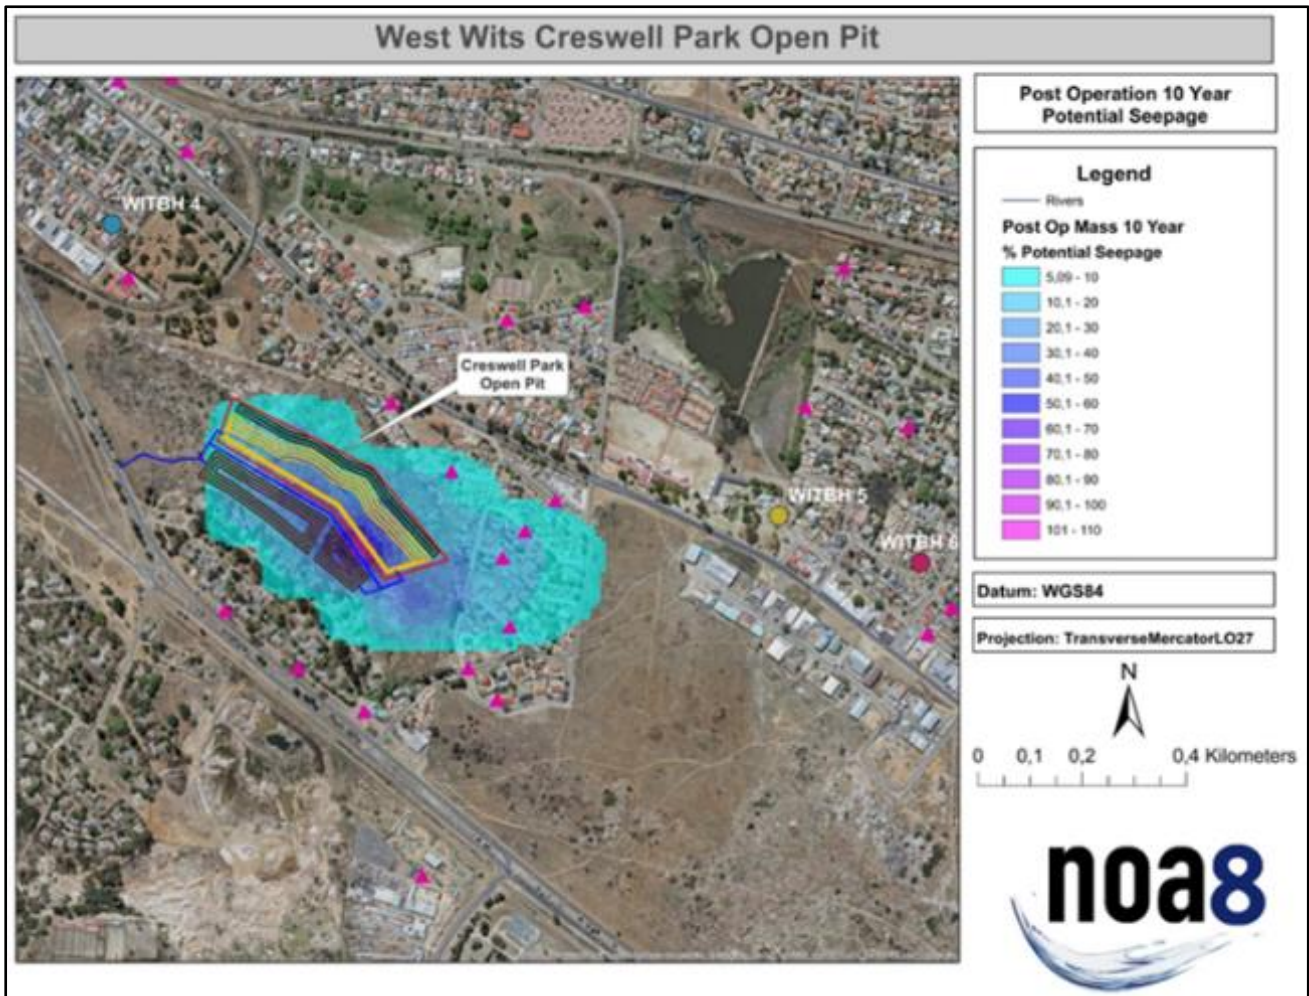 West Wits Creswell Park Open Pit
WITBH 4
Creswell Park
Open Pit
WITBH 5
WITBH 6
Post Operation 10 Year
Potential Seepage
Legend
Rivers
Post Op Mass 10 Year
% Potential Seepage
5,09 - 10
10,1 - 20
20,1 - 30
30,1 - 40
40,1 - 50
50,1 - 60
60,1 - 70
70,1 - 80
80,1 - 90
90,1 - 100
101 - 110
Datum: WGS84
Projection: TransverseMercatorLO27
N
0 0,1 0,2 0,4 Kilometers
noa8